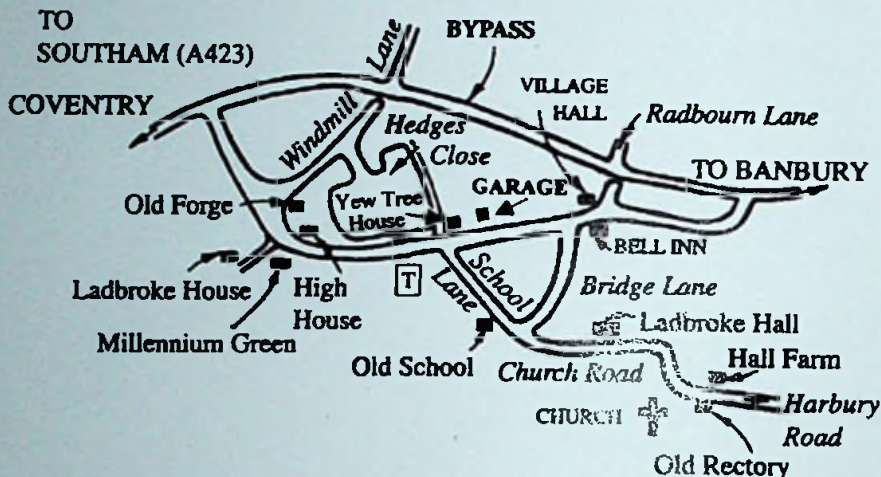 TO
SOUTHAM (A423)
COVENTRY
Lane
BYPASS
VILLAGE
HALL
Radbourn Lane
Windmill
Hedges
Close
TO BANBURY
Old Forge
Yew Tree
House
GARAGE
BELL INN
Ladbroke House
High
House
T
School
Lane
Bridge Lane
Millennium Green
Ladbroke Hall
Old School
Church Road
Hall Farm
CHURCH
Harbury
Road
Old Rectory